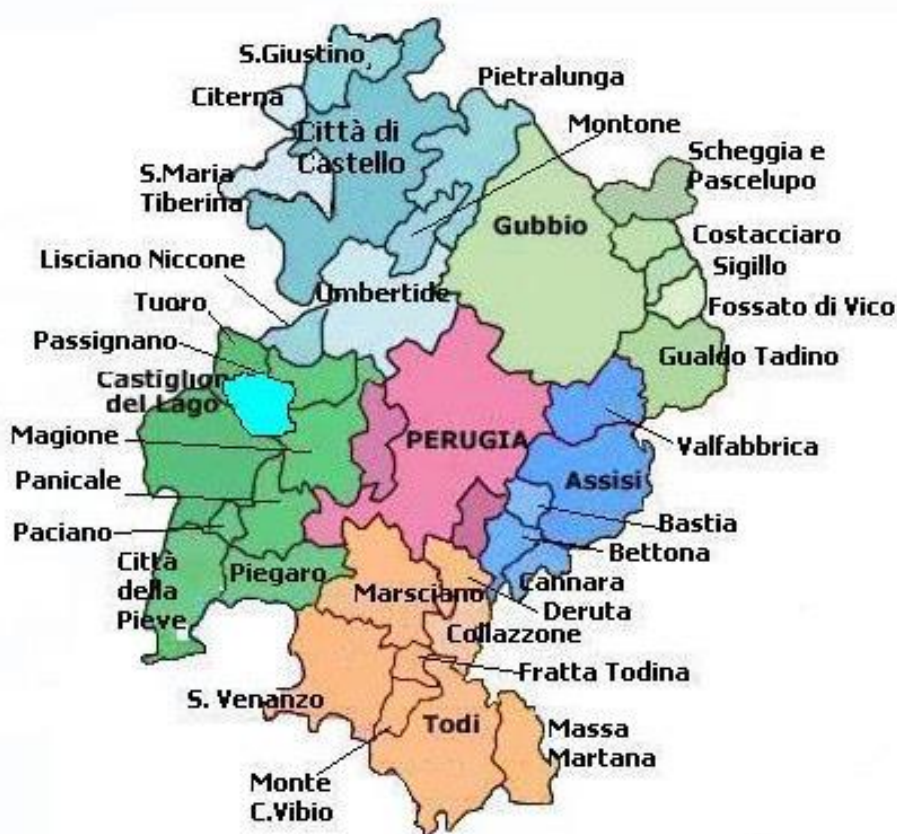 S.Giustino
Pietralunga
Citerna
Montone
Città di
Castello
Scheggia e
Pascelupo
S.Maria
Tiberina
Gubbio
Costacciaro
Lisciano Niccone
Sigillo
Umbertide
Tuoro
Fossato di Vico
Passignano
Gualdo Tadino
Castiglion
del Lago
Magione
PERUGIA
Valfabbrica
Panicale
Assisi
Paciano
Bastia
Bettona
Città
della
Pieve
Piegaro
Cannara
Marsciano
Deruta
Collazzone
Fratta Todina
S. Venanzo
Todi
Massa
Martana
Monte
C.Vibio